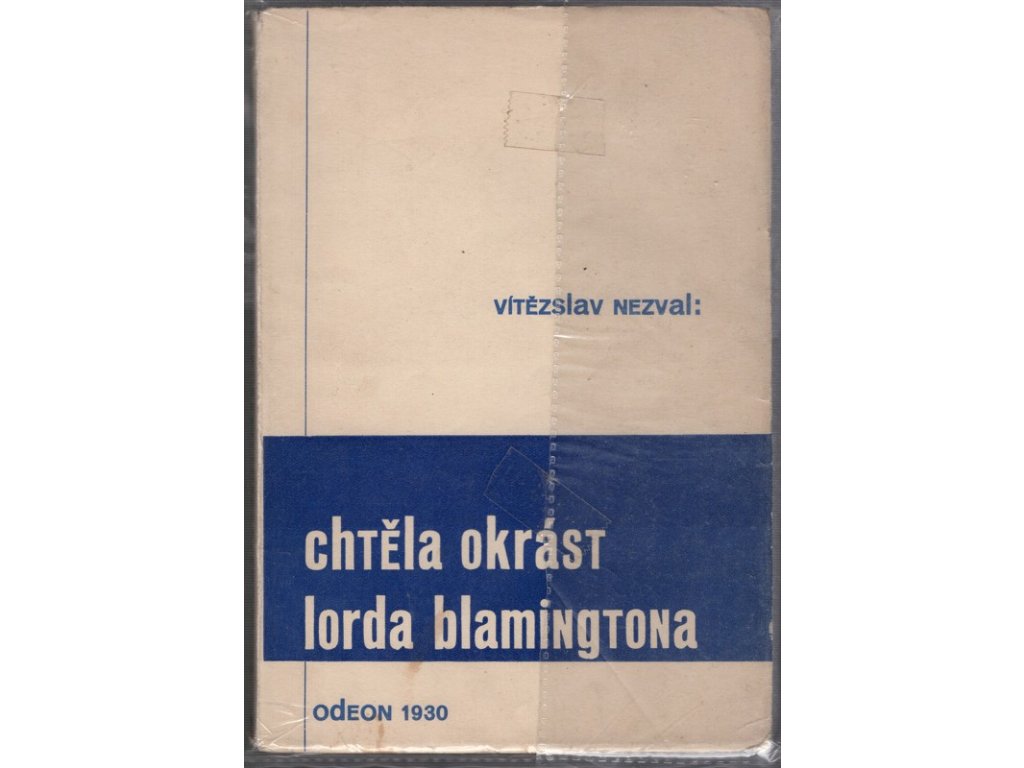 vítězslav nezval:
chtěla okrást
lorda blamingtona
odeon 1930